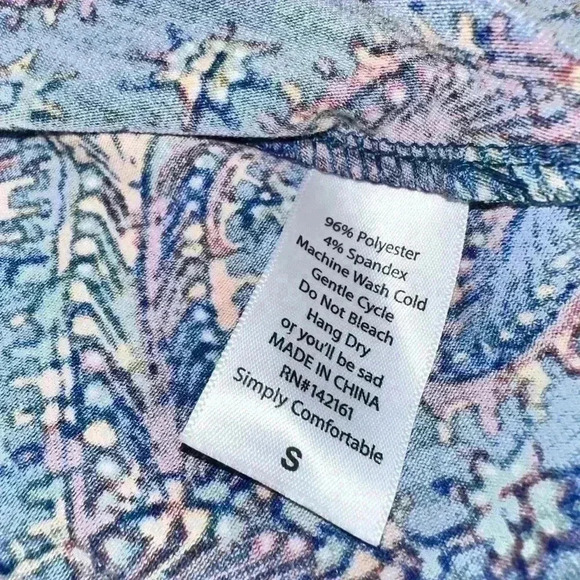 96% Polyester
4% Spandex
Machine Wash Cold
Gentle Cycle
Do Not Bleach
Hang Dry
or you'll be sad
MADE IN CHINA
RN#142161
Simply Comfortable
S